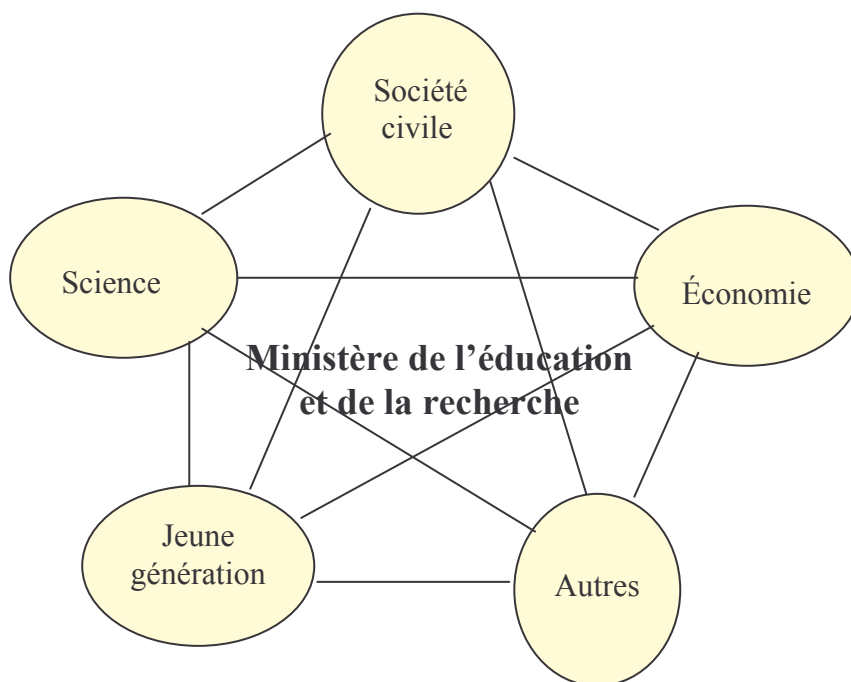 Société
civile
Science
Économie
Ministère de l’éducation
et de la recherche
Jeune
génération
Autres